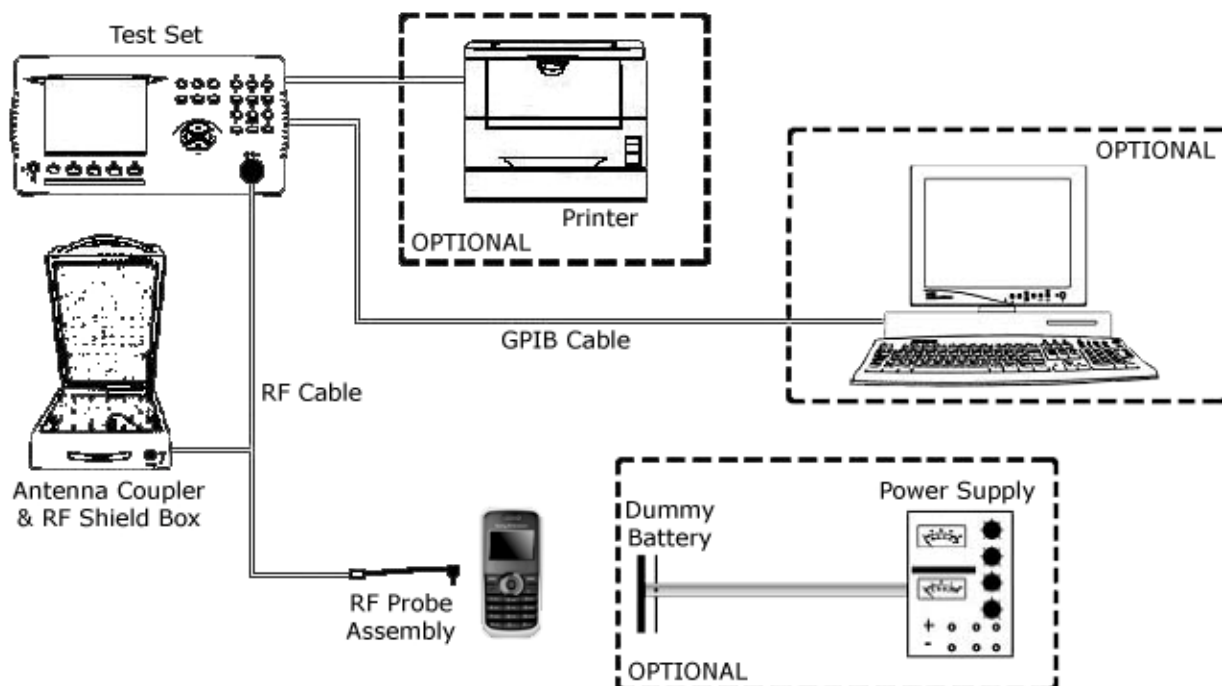 Test Set
OPTIONAL
Printer
OPTIONAL
GPIB Cable
RF Cable
Antenna Coupler
& RF Shield Box
Power Supply
Dummy
Battery
RF Probe
Assembly
+
-
OPTIONAL